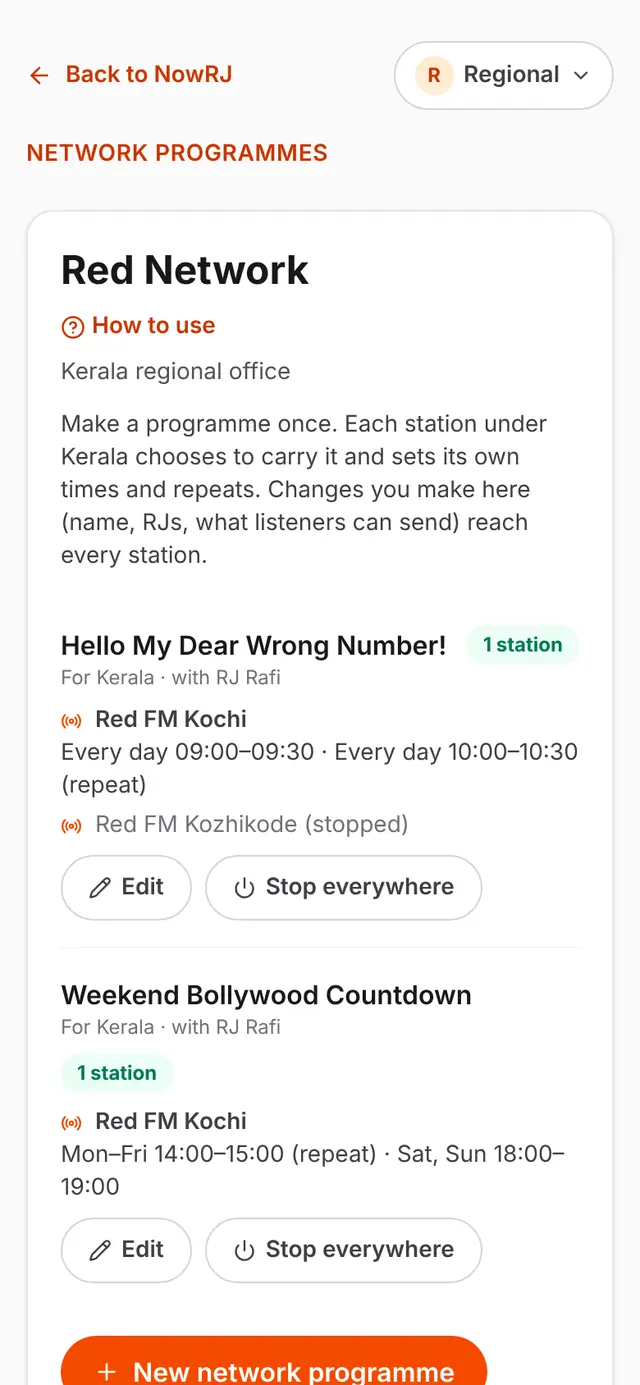 Back to NowRJ
R Regional
NETWORK PROGRAMMES
Red Network
How to use
Kerala regional office
Make a programme once. Each station under
Kerala chooses to carry it and sets its own
times and repeats. Changes you make here
(name, RJs, what listeners can send) reach
every station.
Hello My Dear Wrong Number! 1 station
For Kerala · with RJ Rafi
Red FM Kochi
Every day 09:00–09:30 · Every day 10:00–10:30
(repeat)
Red FM Kozhikode (stopped)
Edit Stop everywhere
Weekend Bollywood Countdown
For Kerala · with RJ Rafi
1 station
Red FM Kochi
Mon–Fri 14:00–15:00 (repeat) · Sat, Sun 18:00–
19:00
Edit Stop everywhere
+ New network programme